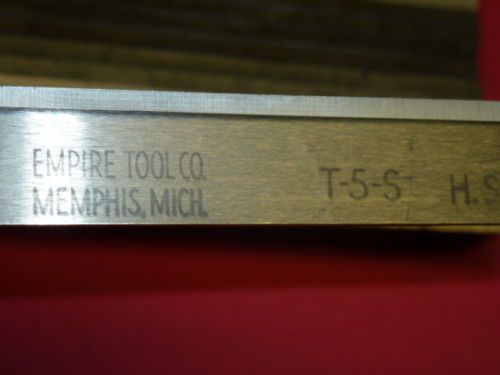 EMPIRE TOOL CO.
MEMPHIS, MICH.
T-5-S
H.S